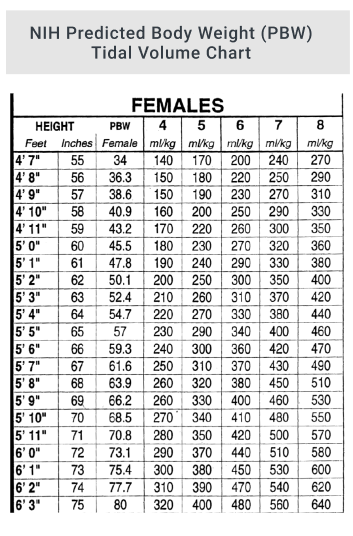 NIH Predicted Body Weight (PBW)
Tidal Volume Chart
FEMALES
HEIGHT PBW 4 5 6 7 8
Feet Inches Female ml/kg ml/kg ml/kg ml/kg ml/kg
4' 7" 55 34 140 170 200 240 270
4' 8" 56 36.3 150 180 220 250 290
4' 9" 57 38.6 150 190 230 270 310
4' 10" 58 40.9 160 200 250 290 330
4' 11" 59 43.2 170 220 260 300 350
5' 0" 60 45.5 180 230 270 320 360
5' 1" 61 47.8 190 240 290 330 380
5' 2" 62 50.1 200 250 300 350 400
5' 3" 63 52.4 210 260 310 370 420
5' 4" 64 54.7 220 270 330 380 440
5' 5" 65 57 230 290 340 400 460
5' 6" 66 59.3 240 300 360 420 470
5' 7" 67 61.6 250 310 370 430 490
5' 8" 68 63.9 260 320 380 450 510
5' 9" 69 66.2 260 330 400 460 530
5' 10" 70 68.5 270 340 410 480 550
5' 11" 71 70.8 280 350 420 500 570
6' 0" 72 73.1 290 370 440 510 580
6' 1" 73 75.4 300 380 450 530 600
6' 2" 74 77.7 310 390 470 540 620
6' 3" 75 80 320 400 480 560 640